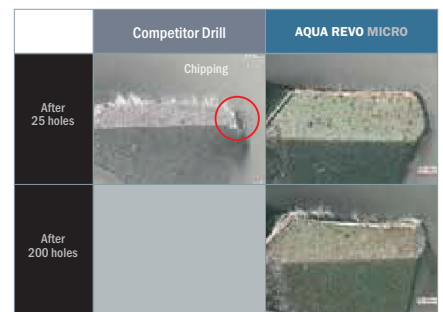 Competitor Drill
AQUA REVO MICRO
After
25 holes
Chipping
After
200 holes